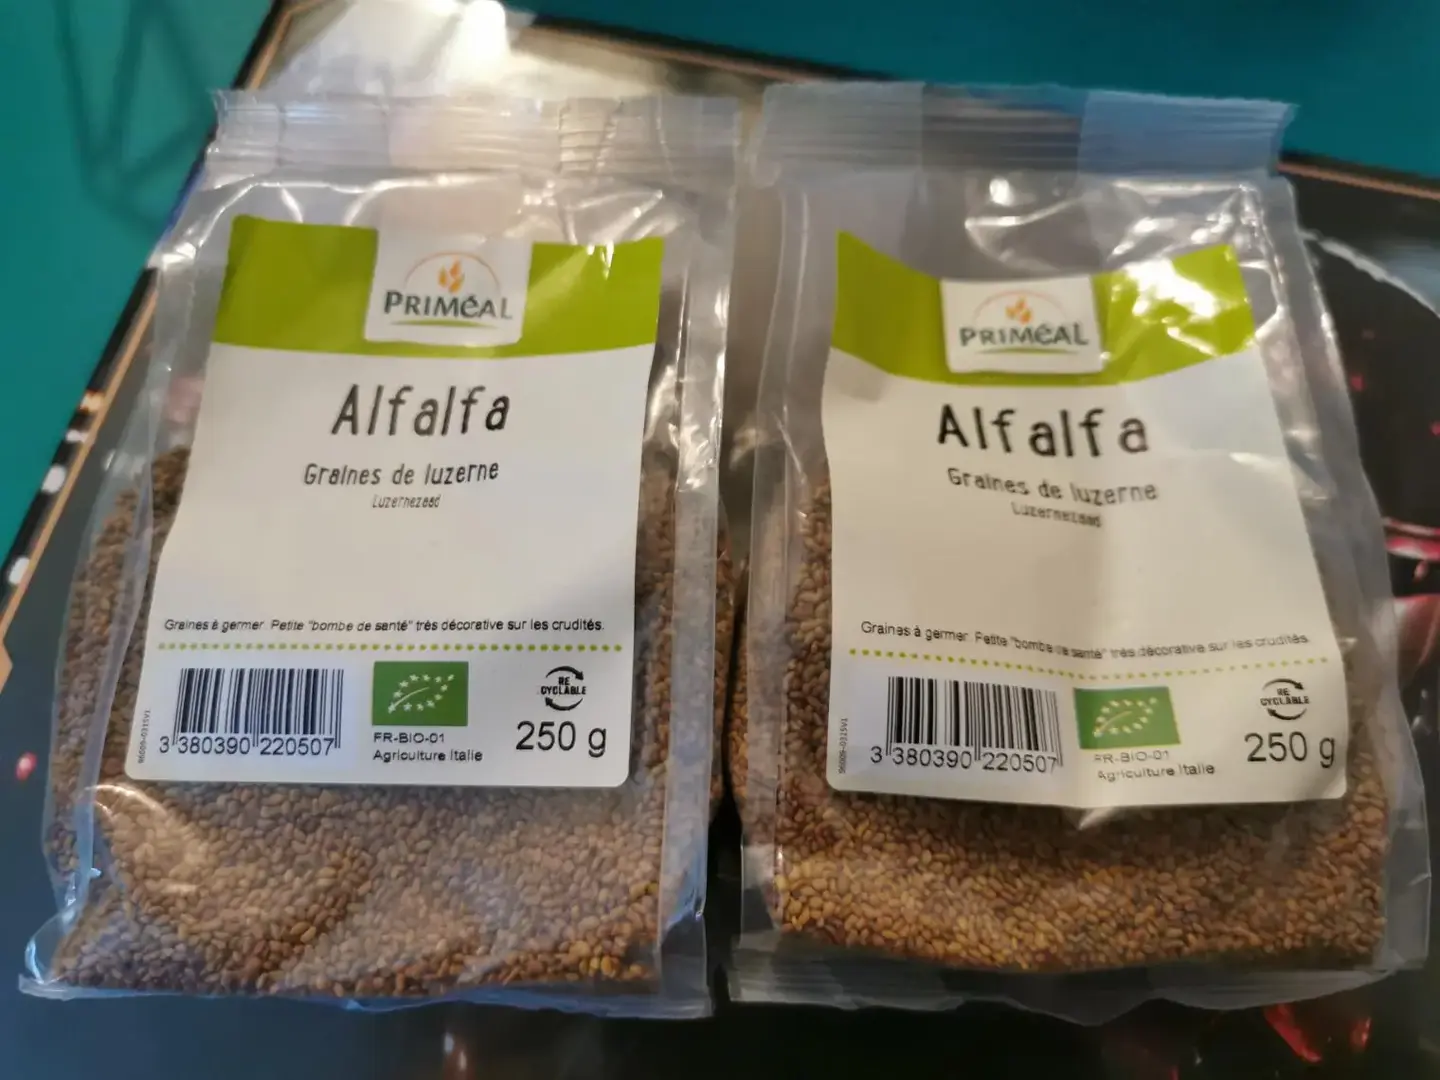 PRIMéAL
Alfalfa
Graines de luzerne
Luzernezaad
Graines à germer. Petite "bombe de santé" très décorative sur les crudités.
3 380390 220507
FR-BIO-01
Agriculture Italie
RE
CYCLABLE
250 g
PRIMéAL
Alfalfa
Graines de luzerne
Luzernezaad
Graines à germer. Petite "bombe de santé" très décorative sur les crudités.
3 380390 220507
FR-BIO-01
Agriculture Italie
RE
CYCLABLE
250 g